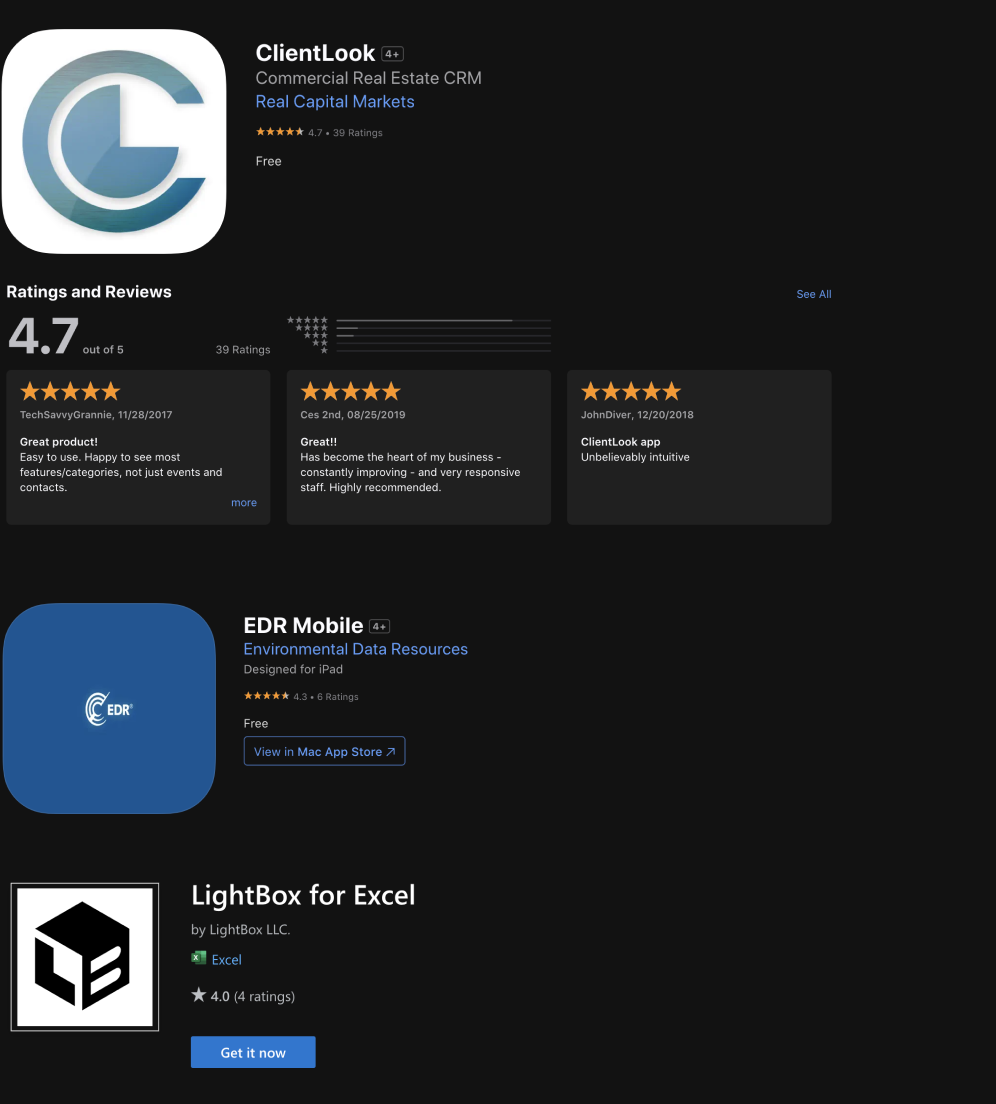 ClientLook 4+
Commercial Real Estate CRM
Real Capital Markets
★★★★★ 4.7 • 39 Ratings
Free
Ratings and Reviews
See All
4.7 out of 5
39 Ratings
★★★★★
★★★★
★★★
★★
★
★★★★★
TechSavvyGrannie, 11/28/2017
Great product!
Easy to use. Happy to see most
features/categories, not just events and
contacts.
more
★★★★★
Ces 2nd, 08/25/2019
Great!!
Has become the heart of my business -
constantly improving - and very responsive
staff. Highly recommended.
★★★★★
JohnDiver, 12/20/2018
ClientLook app
Unbelievably intuitive
EDR
EDR Mobile 4+
Environmental Data Resources
Designed for iPad
★★★★★ 4.3 • 6 Ratings
Free
View in Mac App Store ↗
LB
LightBox for Excel
by LightBox LLC.
Excel
★ 4.0 (4 ratings)
Get it now